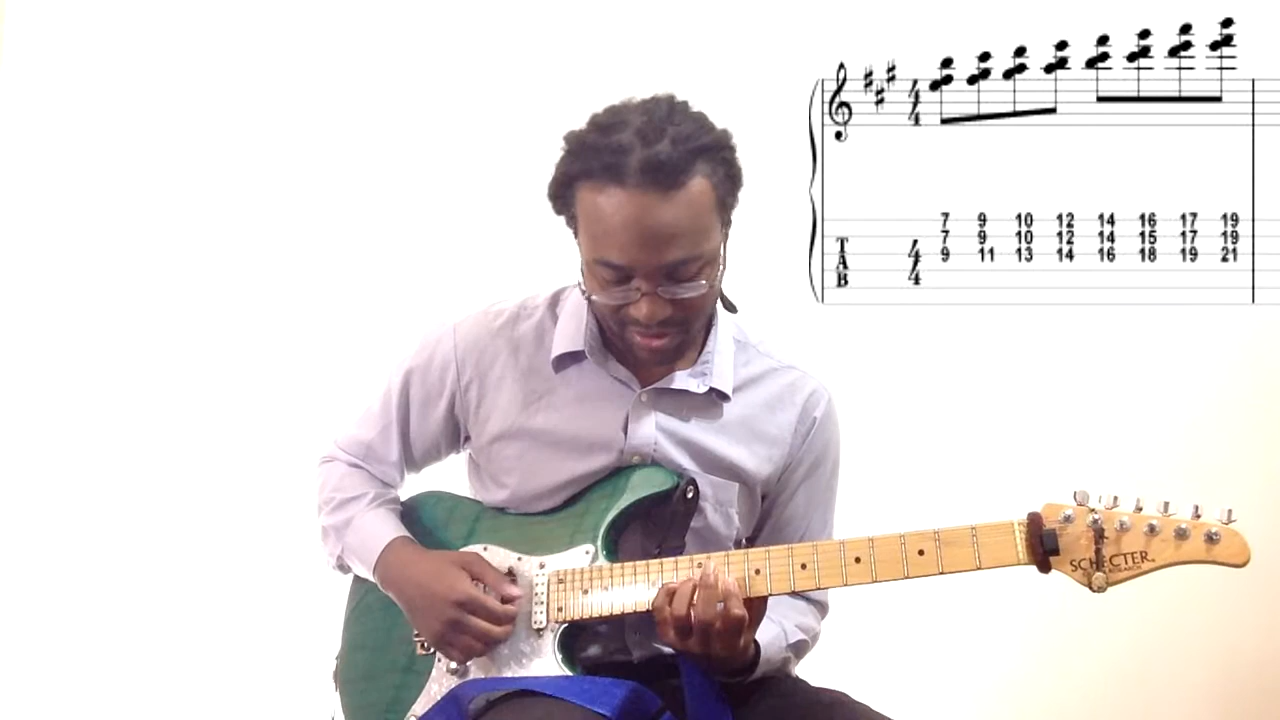 4
4
7 9 10 12 14 16 17 19
T 7 9 10 12 14 15 17 19
A 4 9 11 13 14 16 18 19 21
B 4
SCHECTER